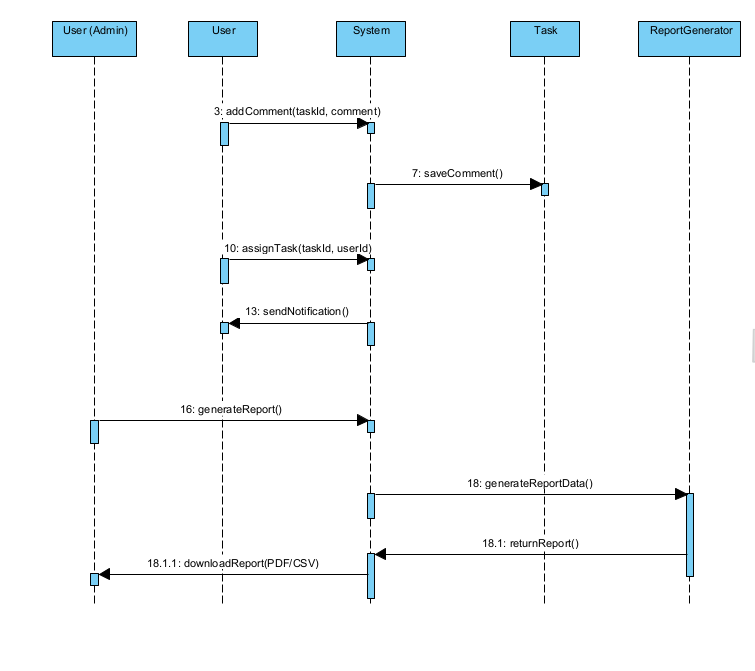 User (Admin)
User
System
Task
ReportGenerator
3: addComment(taskId, comment)
7: saveComment()
10: assignTask(taskId, userId)
13: sendNotification()
16: generateReport()
18: generateReportData()
18.1: returnReport()
18.1.1: downloadReport(PDF/CSV)